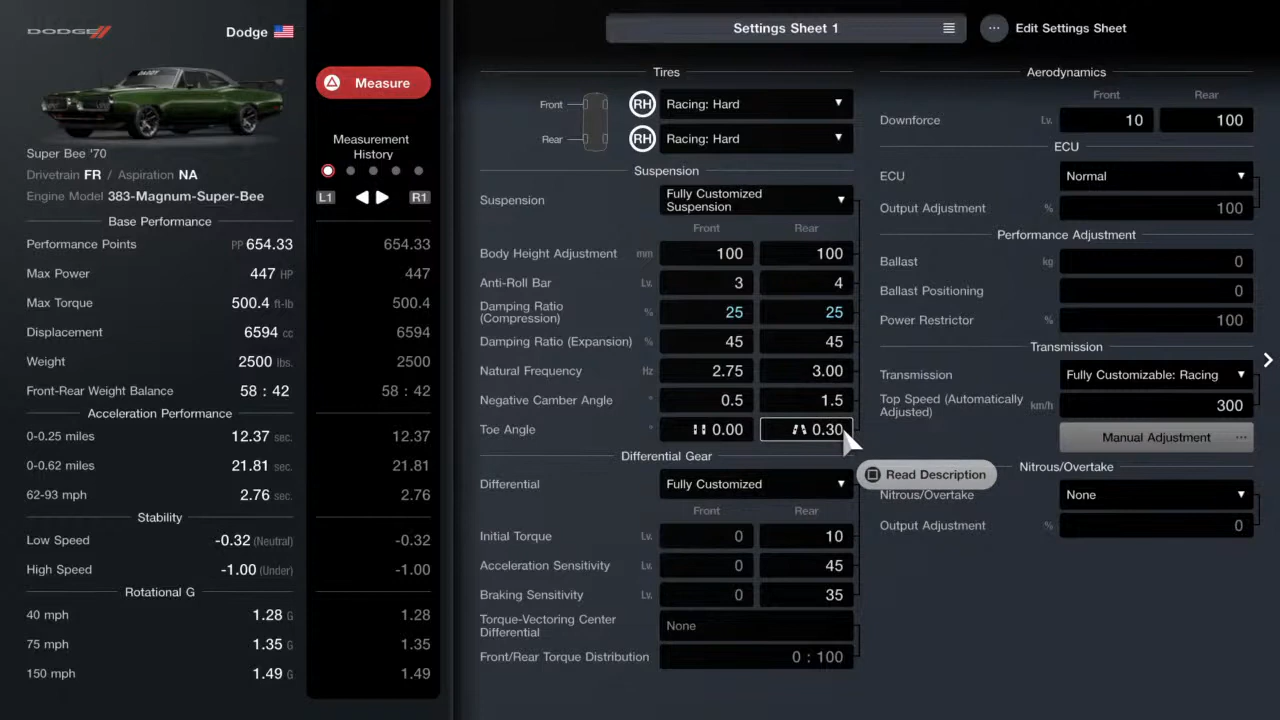 DODGE
Dodge
Super Bee '70
Drivetrain FR / Aspiration NA
Engine Model 383-Magnum-Super-Bee
Base Performance
Performance Points PP 654.33
Max Power 447 HP
Max Torque 500.4 ft-lb
Displacement 6594 cc
Weight 2500 lbs.
Front-Rear Weight Balance 58 : 42
Acceleration Performance
0-0.25 miles 12.37 sec.
0-0.62 miles 21.81 sec.
62-93 mph 2.76 sec.
Stability
Low Speed -0.32 (Neutral)
High Speed -1.00 (Under)
Rotational G
40 mph 1.28 G
75 mph 1.35 G
150 mph 1.49 G
Measure
Measurement
History
L1 R1
654.33
447
500.4
6594
2500
58 : 42
12.37
21.81
2.76
-0.32
-1.00
1.28
1.35
1.49
Settings Sheet 1
Edit Settings Sheet
Tires
Front RH Racing: Hard
Rear RH Racing: Hard
Suspension
Suspension Fully Customized
Suspension
Front Rear
Body Height Adjustment mm 100 100
Anti-Roll Bar Lv. 3 4
Damping Ratio
(Compression) % 25 25
Damping Ratio (Expansion) % 45 45
Natural Frequency Hz 2.75 3.00
Negative Camber Angle ° 0.5 1.5
Toe Angle ° 0.00 0.30
Differential Gear
Differential Fully Customized
Front Rear
Initial Torque Lv. 0 10
Acceleration Sensitivity Lv. 0 45
Braking Sensitivity Lv. 0 35
Torque-Vectoring Center
Differential None
Front/Rear Torque Distribution 0 : 100
Aerodynamics
Front Rear
Downforce Lv. 10 100
ECU
ECU Normal
Output Adjustment % 100
Performance Adjustment
Ballast kg 0
Ballast Positioning 0
Power Restrictor % 100
Transmission
Transmission Fully Customizable: Racing
Top Speed (Automatically
Adjusted) km/h 300
Manual Adjustment
Read Description
Nitrous/Overtake
Nitrous/Overtake None
Output Adjustment % 0